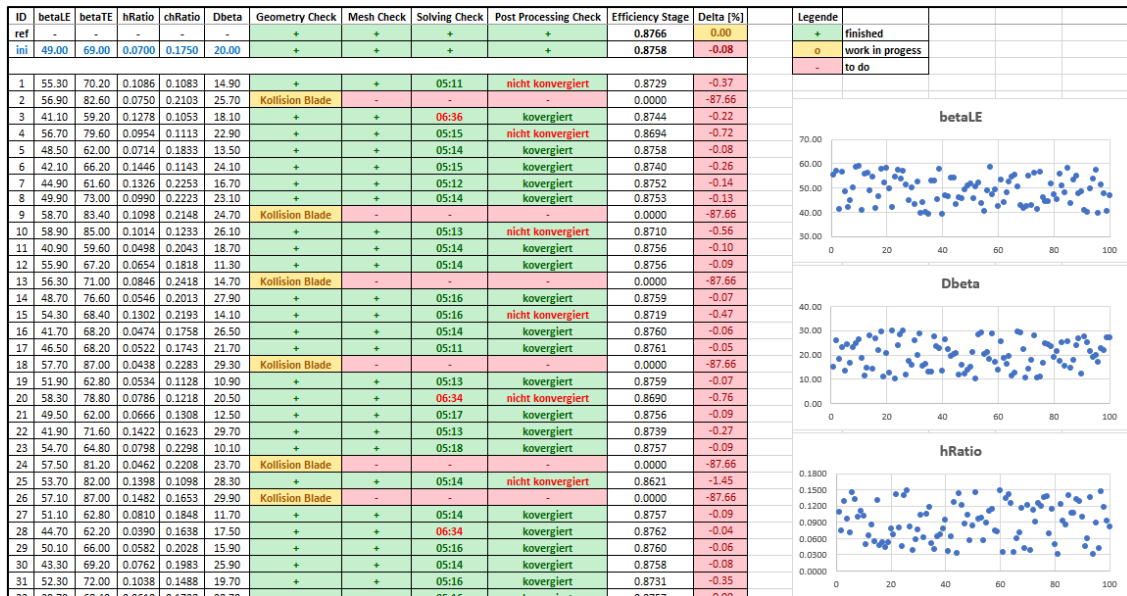 ID betaLE betaTE hRatio chRatio Dbeta Geometry Check Mesh Check Solving Check Post Processing Check Efficiency Stage Delta [%]
ref - - - - - + + + + 0.8766 0.00
ini 49.00 69.00 0.0700 0.1750 20.00 + + + + 0.8758 -0.08
1 55.30 70.20 0.1086 0.1083 14.90 + + 05:11 nicht konvergiert 0.8729 -0.37
2 56.90 82.60 0.0750 0.2103 25.70 Kollision Blade - - - 0.0000 -87.66
3 41.10 59.20 0.1278 0.1053 18.10 + + 06:36 kovergiert 0.8744 -0.22
4 56.70 79.60 0.0954 0.1113 22.90 + + 05:15 nicht konvergiert 0.8694 -0.72
5 48.50 62.00 0.0714 0.1833 13.50 + + 05:14 kovergiert 0.8758 -0.08
6 42.10 66.20 0.1446 0.1143 24.10 + + 05:15 kovergiert 0.8740 -0.26
7 44.90 61.60 0.1326 0.2253 16.70 + + 05:12 kovergiert 0.8752 -0.14
8 49.90 73.00 0.0990 0.2223 23.10 + + 05:14 kovergiert 0.8753 -0.13
9 58.70 83.40 0.1098 0.2148 24.70 Kollision Blade - - - 0.0000 -87.66
10 58.90 85.00 0.1014 0.1233 26.10 + + 05:13 nicht konvergiert 0.8710 -0.56
11 40.90 59.60 0.0498 0.2043 18.70 + + 05:14 kovergiert 0.8756 -0.10
12 55.90 67.20 0.0654 0.1818 11.30 + + 05:14 kovergiert 0.8756 -0.09
13 56.30 71.00 0.0846 0.2418 14.70 Kollision Blade - - - 0.0000 -87.66
14 48.70 76.60 0.0546 0.2013 27.90 + + 05:16 kovergiert 0.8759 -0.07
15 54.30 68.40 0.1302 0.2193 14.10 + + 05:16 nicht konvergiert 0.8719 -0.47
16 41.70 68.20 0.0474 0.1758 26.50 + + 05:14 kovergiert 0.8760 -0.06
17 46.50 68.20 0.0522 0.1743 21.70 + + 05:11 kovergiert 0.8761 -0.05
18 57.70 87.00 0.0438 0.2283 29.30 Kollision Blade - - - 0.0000 -87.66
19 51.90 62.80 0.0534 0.1128 10.90 + + 05:13 kovergiert 0.8759 -0.07
20 58.30 78.80 0.0786 0.1218 20.50 + + 06:34 nicht konvergiert 0.8690 -0.76
21 49.50 62.00 0.0666 0.1308 12.50 + + 05:17 kovergiert 0.8756 -0.09
22 41.90 71.60 0.1422 0.1623 29.70 + + 05:13 kovergiert 0.8739 -0.27
23 54.70 64.80 0.0798 0.2298 10.10 + + 05:18 kovergiert 0.8757 -0.09
24 57.50 81.20 0.0462 0.2208 23.70 Kollision Blade - - - 0.0000 -87.66
25 53.70 82.00 0.1398 0.1098 28.30 + + 05:14 nicht konvergiert 0.8621 -1.45
26 57.10 87.00 0.1482 0.1653 29.90 Kollision Blade - - - 0.0000 -87.66
27 51.10 62.80 0.0810 0.1848 11.70 + + 05:14 kovergiert 0.8757 -0.09
28 44.70 62.20 0.0390 0.1638 17.50 + + 06:34 kovergiert 0.8762 -0.04
29 50.10 66.00 0.0582 0.2028 15.90 + + 05:16 kovergiert 0.8760 -0.06
30 43.30 69.20 0.0762 0.1983 25.90 + + 05:14 kovergiert 0.8758 -0.08
31 52.30 72.00 0.1038 0.1488 19.70 + + 05:16 kovergiert 0.8731 -0.35
Legende
+ finished
o work in progess
- to do
betaLE
70.00
60.00
50.00
40.00
30.00
0 20 40 60 80 100
Dbeta
40.00
30.00
20.00
10.00
0.00
0 20 40 60 80 100
hRatio
0.1800
0.1500
0.1200
0.0900
0.0600
0.0300
0.0000
0 20 40 60 80 100